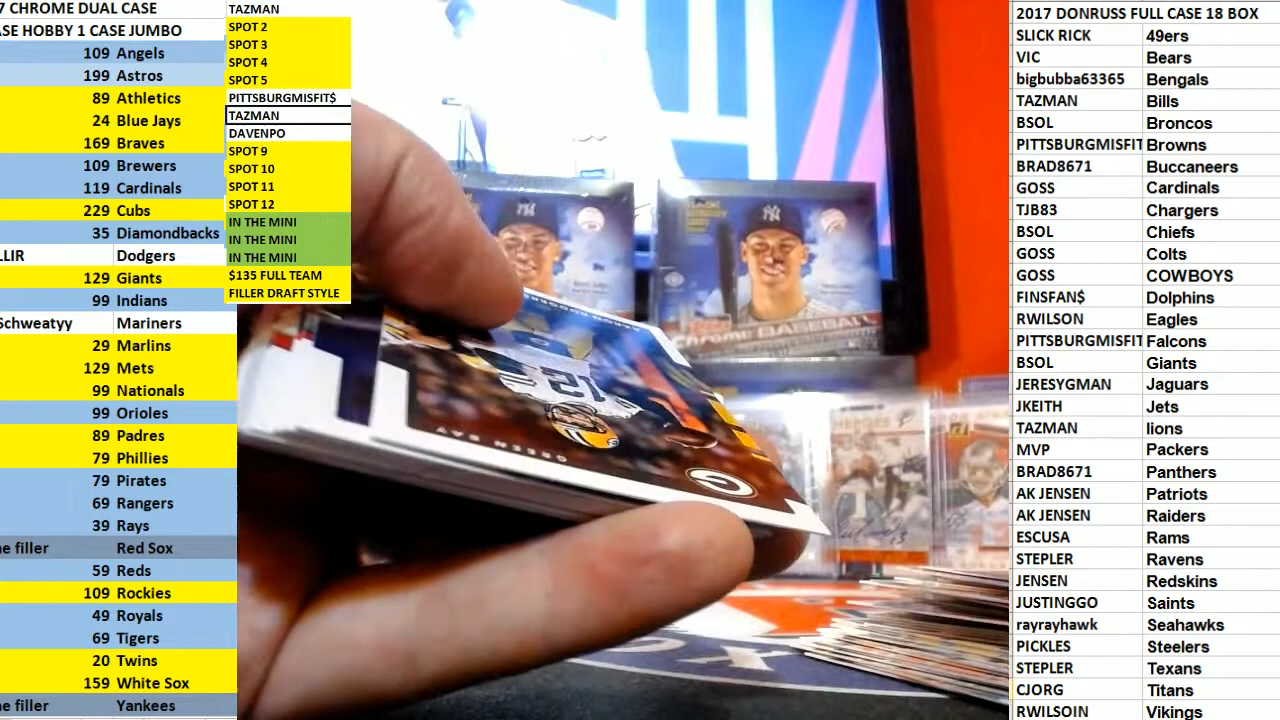 7 CHROME DUAL CASE
ASE HOBBY 1 CASE JUMBO
109 Angels
199 Astros
89 Athletics
24 Blue Jays
169 Braves
109 Brewers
119 Cardinals
229 Cubs
35 Diamondbacks
LLIR Dodgers
129 Giants
99 Indians
Schweatyy Mariners
29 Marlins
129 Mets
99 Nationals
99 Orioles
89 Padres
79 Phillies
79 Pirates
69 Rangers
39 Rays
ne filler Red Sox
59 Reds
109 Rockies
49 Royals
69 Tigers
20 Twins
159 White Sox
ne filler Yankees
TAZMAN
SPOT 2
SPOT 3
SPOT 4
SPOT 5
PITTSBURGMISFIT$
TAZMAN
DAVENPO
SPOT 9
SPOT 10
SPOT 11
SPOT 12
IN THE MINI
IN THE MINI
IN THE MINI
$135 FULL TEAM
FILLER DRAFT STYLE
Chrome BASEBALL
12
GREEN BAY
G
2017 DONRUSS FULL CASE 18 BOX
SLICK RICK 49ers
VIC Bears
bigbubba63365 Bengals
TAZMAN Bills
BSOL Broncos
PITTSBURGMISFIT Browns
BRAD8671 Buccaneers
GOSS Cardinals
TJB83 Chargers
BSOL Chiefs
GOSS Colts
GOSS COWBOYS
FINSFAN$ Dolphins
RWILSON Eagles
PITTSBURGMISFIT Falcons
BSOL Giants
JERESYGMAN Jaguars
JKEITH Jets
TAZMAN lions
MVP Packers
BRAD8671 Panthers
AK JENSEN Patriots
AK JENSEN Raiders
ESCUSA Rams
STEPLER Ravens
JENSEN Redskins
JUSTINGGO Saints
rayrayhawk Seahawks
PICKLES Steelers
STEPLER Texans
CJORG Titans
RWILSOIN Vikings